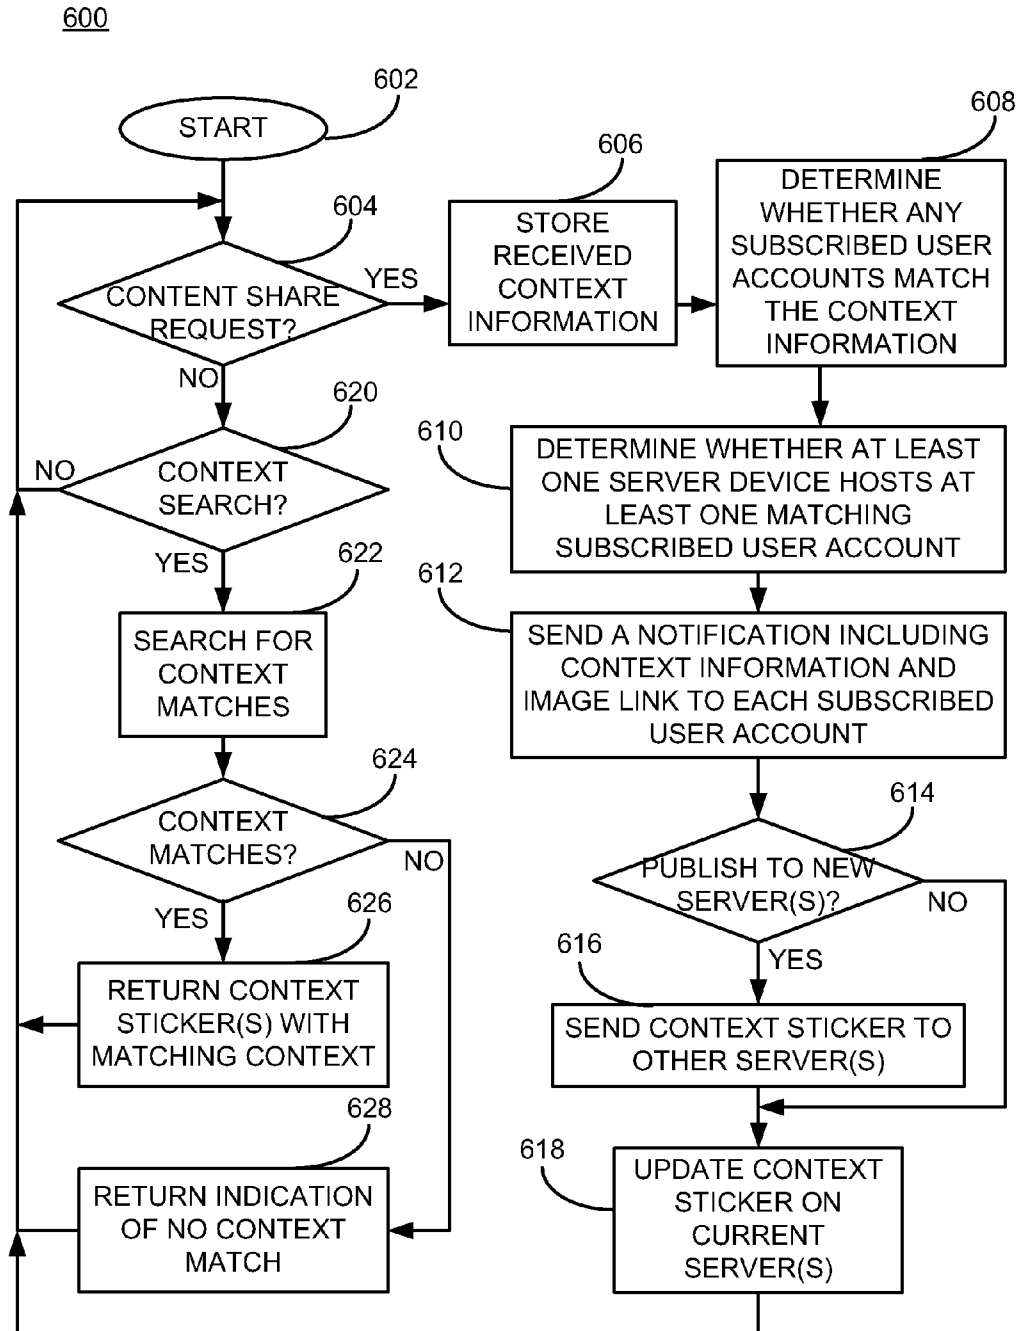 600
602
START
604
CONTENT SHARE
REQUEST?
YES
NO
606
STORE
RECEIVED
CONTEXT
INFORMATION
608
DETERMINE
WHETHER ANY
SUBSCRIBED USER
ACCOUNTS MATCH
THE CONTEXT
INFORMATION
610
DETERMINE WHETHER AT LEAST
ONE SERVER DEVICE HOSTS AT
LEAST ONE MATCHING
SUBSCRIBED USER ACCOUNT
612
SEND A NOTIFICATION INCLUDING
CONTEXT INFORMATION AND
IMAGE LINK TO EACH SUBSCRIBED
USER ACCOUNT
614
PUBLISH TO NEW
SERVER(S)?
NO
YES
616
SEND CONTEXT STICKER TO
OTHER SERVER(S)
618
UPDATE CONTEXT
STICKER ON
CURRENT
SERVER(S)
620
CONTEXT
SEARCH?
NO
YES
622
SEARCH FOR
CONTEXT
MATCHES
624
CONTEXT
MATCHES?
NO
YES
626
RETURN CONTEXT
STICKER(S) WITH
MATCHING CONTEXT
628
RETURN INDICATION
OF NO CONTEXT
MATCH